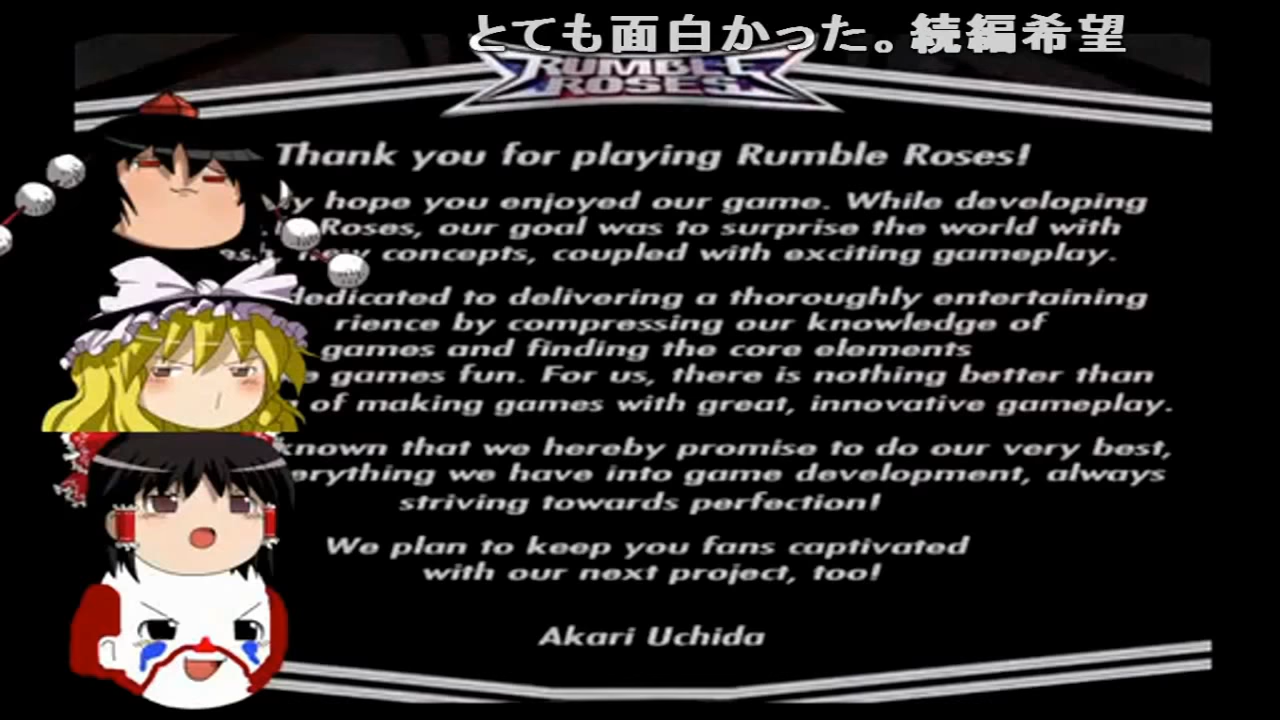 とても面白かった。続編希望
RUMBLE
ROSES
Thank you for playing Rumble Roses!
hope you enjoyed our game. While developing
Roses, our goal was to surprise the world with
concepts, coupled with exciting gameplay.
dedicated to delivering a thoroughly entertaining
rience by compressing our knowledge of
games and finding the core elements
games fun. For us, there is nothing better than
of making games with great, innovative gameplay.
known that we hereby promise to do our very best,
erything we have into game development, always
striving towards perfection!
We plan to keep you fans captivated
with our next project, too!
Akari Uchida